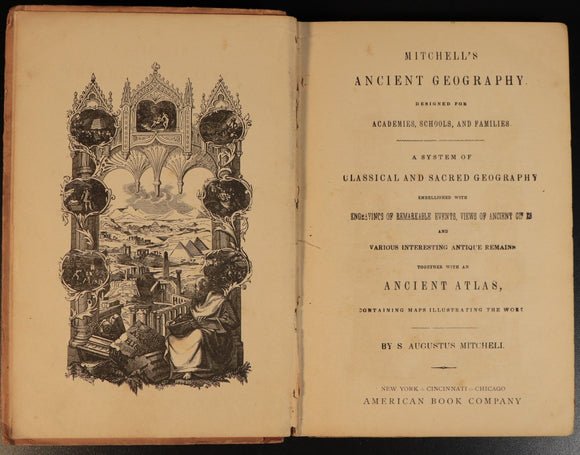 MITCHELL'S
ANCIENT GEOGRAPHY.
DESIGNED FOR
ACADEMIES, SCHOOLS, AND FAMILIES
A SYSTEM OF
CLASSICAL AND SACRED GEOGRAPHY
EMBELLISHED WITH
ENGRAVINGS OF REMARKABLE EVENTS, VIEWS OF ANCIENT CITIES
AND
VARIOUS INTERESTING ANTIQUE REMAINS
TOGETHER WITH AN
ANCIENT ATLAS,
CONTAINING MAPS ILLUSTRATING THE WORK
BY S. AUGUSTUS MITCHELL
NEW YORK - CINCINNATI - CHICAGO
AMERICAN BOOK COMPANY